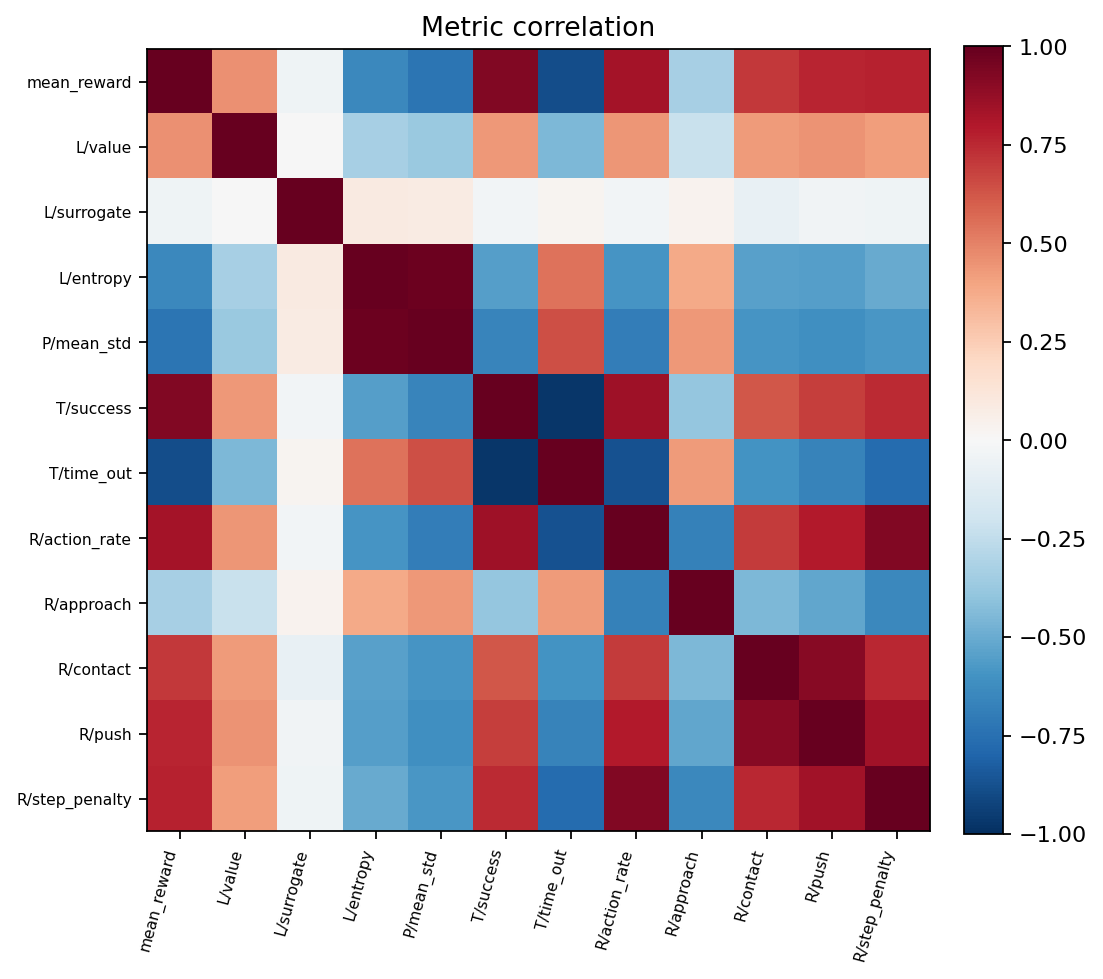 Metric correlation
mean_reward
L/value
L/surrogate
L/entropy
P/mean_std
T/success
T/time_out
R/action_rate
R/approach
R/contact
R/push
R/step_penalty
mean_reward
L/value
L/surrogate
L/entropy
P/mean_std
T/success
T/time_out
R/action_rate
R/approach
R/contact
R/push
R/step_penalty
1.00
0.75
0.50
0.25
0.00
−0.25
−0.50
−0.75
−1.00